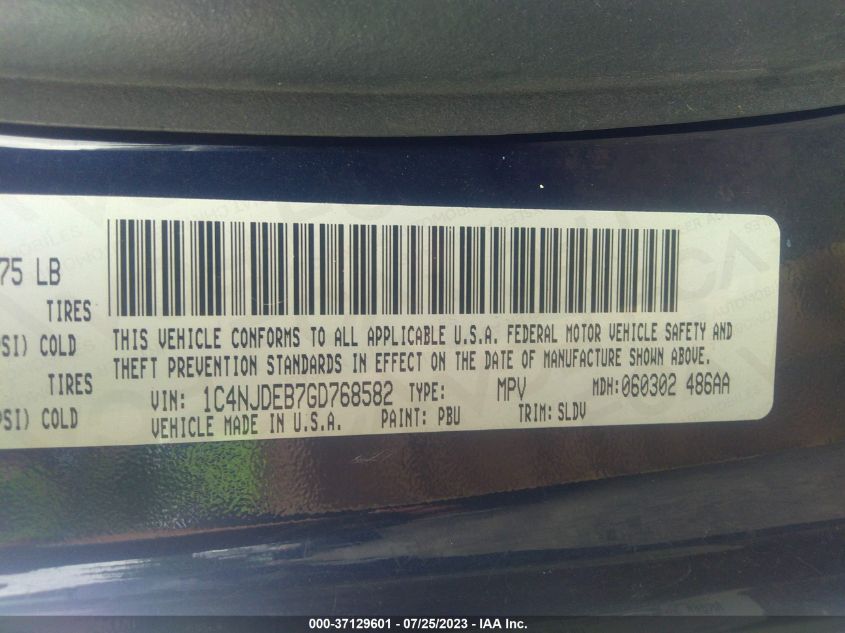 75 LB
TIRES
SI) COLD
TIRES
PSI) COLD
THIS VEHICLE CONFORMS TO ALL APPLICABLE U.S.A. FEDERAL MOTOR VEHICLE SAFETY AND
THEFT PREVENTION STANDARDS IN EFFECT ON THE DATE OF MANUFACTURE SHOWN ABOVE.
VIN: 1C4NJDEB7GD768582 TYPE: MPV MDH:060302 486AA
VEHICLE MADE IN U.S.A. PAINT: PBU TRIM: SLDV
000-37129601 - 07/25/2023 - IAA Inc.